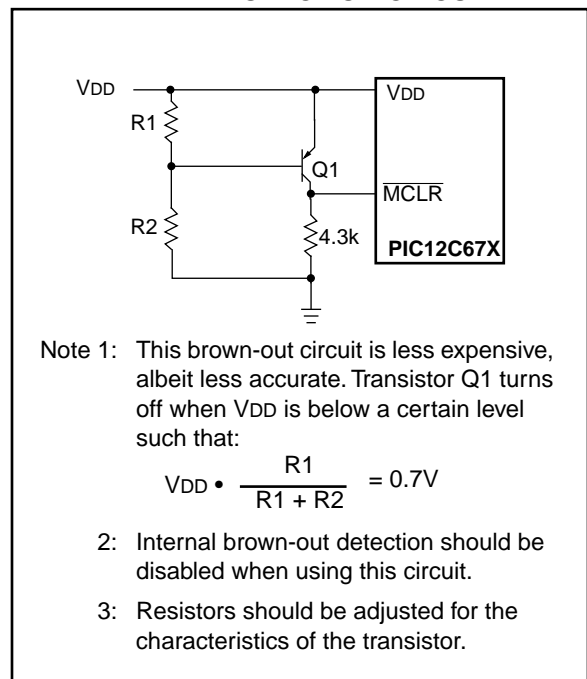 VDD
VDD
R1
Q1
MCLR
R2
4.3k
PIC12C67X
Note 1: This brown-out circuit is less expensive,
albeit less accurate. Transistor Q1 turns
off when VDD is below a certain level
such that:
VDD • R1 / R1 + R2 = 0.7V
2: Internal brown-out detection should be
disabled when using this circuit.
3: Resistors should be adjusted for the
characteristics of the transistor.